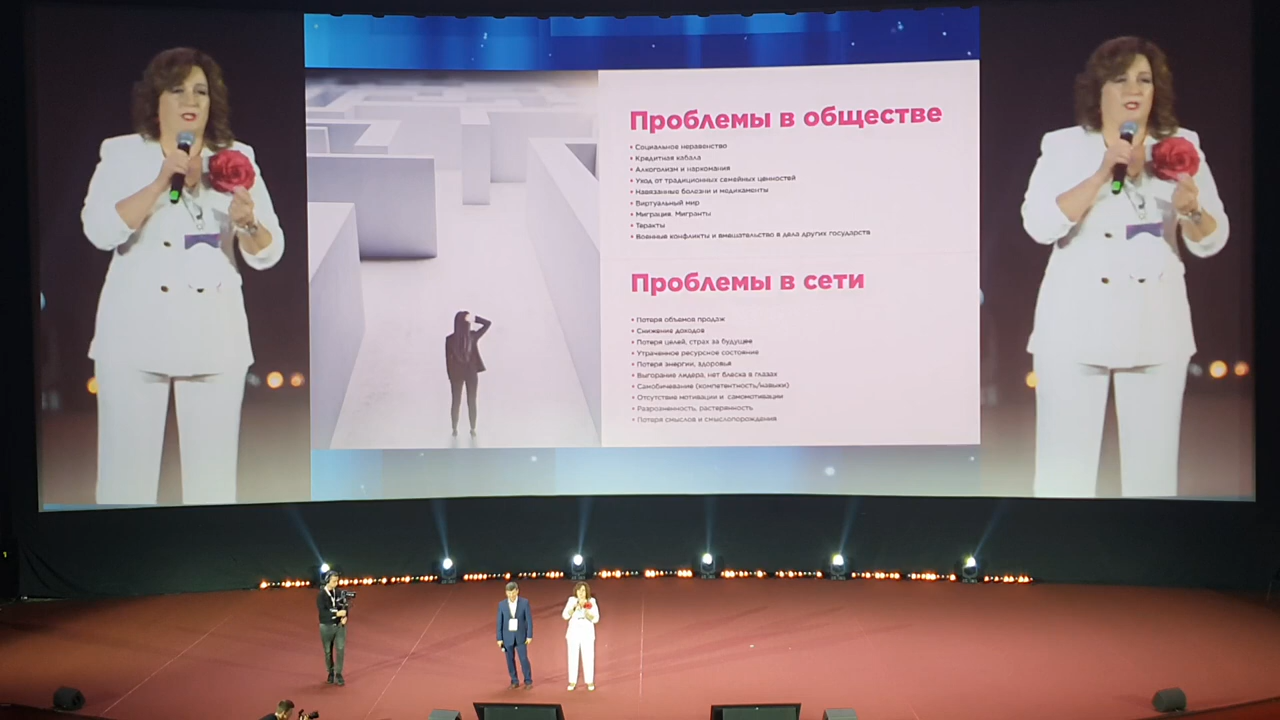 Проблемы в обществе
• Социальное неравенство
• Кредитная кабала
• Алкоголизм и наркомания
• Уход от традиционных семейных ценностей
• Навязанные болезни и медикаменты
• Виртуальный мир
• Миграция. Мигранты
• Теракты
• Военные конфликты и вмешательство в дела других государств
Проблемы в сети
• Потеря объемов продаж
• Снижение доходов
• Потеря целей, страх за будущее
• Утраченное ресурсное состояние
• Потеря энергии, здоровья
• Выгорание лидера, нет блеска в глазах
• Самобичевание (компетентность/навыки)
• Отсутствие мотивации и самомотивации
• Разрозненность, растерянность
• Потеря смыслов и смыслопорождения